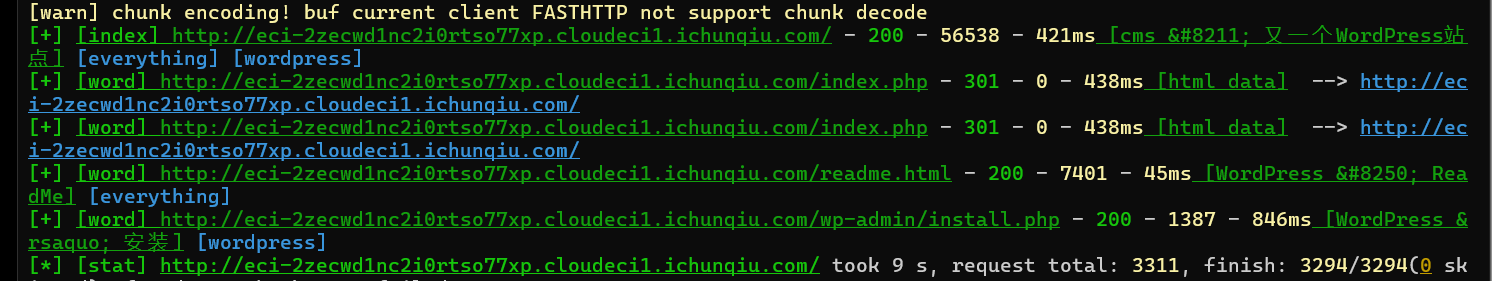 [warn] chunk encoding! buf current client FASTHTTP not support chunk decode
[+] [index] http://eci-2zecwd1nc2i0rtso77xp.cloudeci1.ichunqiu.com/ - 200 - 56538 - 421ms [cms &#8211; 又一个WordPress站
点] [everything] [wordpress]
[+] [word] http://eci-2zecwd1nc2i0rtso77xp.cloudeci1.ichunqiu.com/index.php - 301 - 0 - 438ms [html data]  --> http://ec
i-2zecwd1nc2i0rtso77xp.cloudeci1.ichunqiu.com/
[+] [word] http://eci-2zecwd1nc2i0rtso77xp.cloudeci1.ichunqiu.com/index.php - 301 - 0 - 438ms [html data]  --> http://ec
i-2zecwd1nc2i0rtso77xp.cloudeci1.ichunqiu.com/
[+] [word] http://eci-2zecwd1nc2i0rtso77xp.cloudeci1.ichunqiu.com/readme.html - 200 - 7401 - 45ms [WordPress &#8250; Rea
dMe] [everything]
[+] [word] http://eci-2zecwd1nc2i0rtso77xp.cloudeci1.ichunqiu.com/wp-admin/install.php - 200 - 1387 - 846ms [WordPress &
rsaquo; 安装] [wordpress]
[*] [stat] http://eci-2zecwd1nc2i0rtso77xp.cloudeci1.ichunqiu.com/ took 9 s, request total: 3311, finish: 3294/3294(0 sk